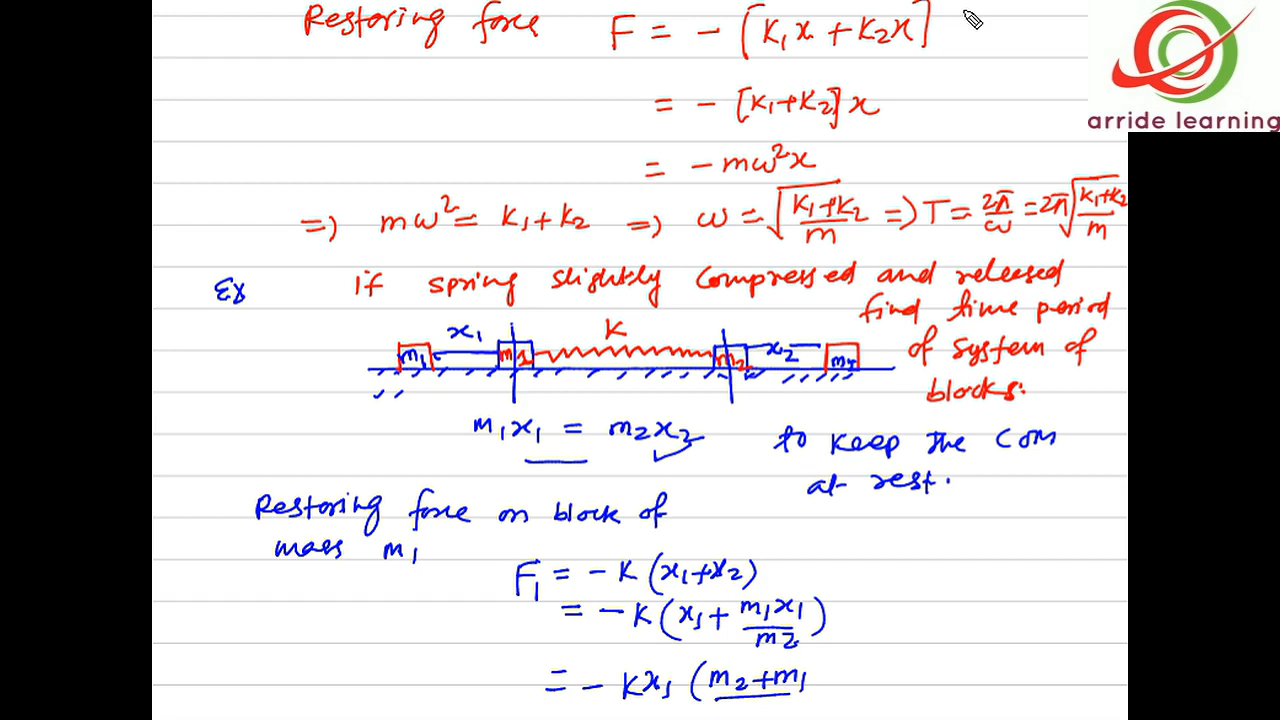 Restoring force F = - [K₁x + K₂x]
= - [K₁+K₂]x
= - mω²x
=) mω² = K₁ + K₂ =) ω = √((K₁+K₂)/m) =) T = 2π/ω = 2π√((K₁+K₂)/m)
Ex If spring slightly compressed and released
find time period
of system of
blocks:
x₁ K x₂
m₁ m₁ m₂ m₂
m₁x₁ = m₂x₂ to keep the COM
at rest.
Restoring force on block of
mass m₁
F₁ = - K (x₁+x₂)
= - K (x₁ + m₁x₁/m₂)
= - Kx₁ (m₂+m₁
arride learning